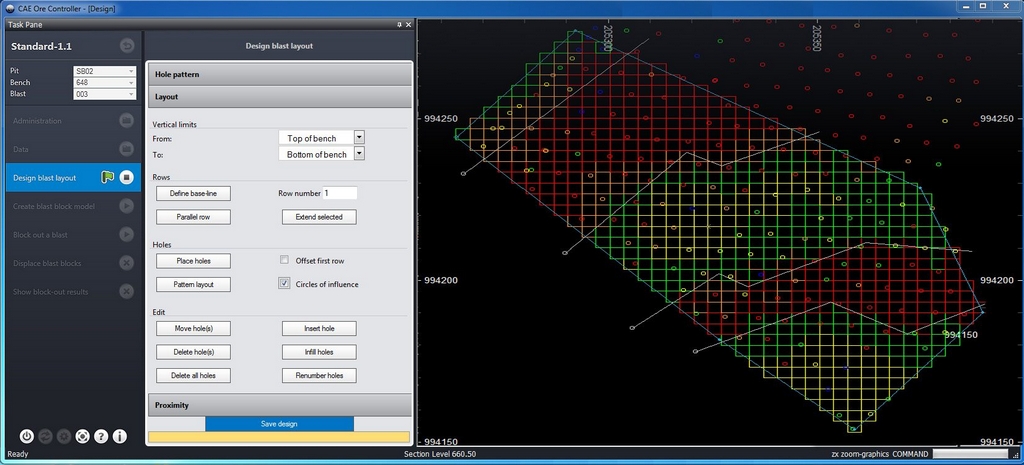 CAE Ore Controller - [Design]
Task Pane
Standard-1.1
Pit SB02
Bench 648
Blast 003
Administration
Data
Design blast layout
Create blast block model
Block out a blast
Displace blast blocks
Show block-out results
Design blast layout
Hole pattern
Layout
Vertical limits
From: Top of bench
To: Bottom of bench
Rows
Define base-line Row number 1
Parallel row Extend selected
Holes
Place holes Offset first row
Pattern layout Circles of influence
Edit
Move hole(s) Insert hole
Delete hole(s) Infill holes
Delete all holes Renumber holes
Proximity
Save design
205300 205350
994250 994250
994200 994200
994150
994150 994150
Ready Section Level 660.50 zx zoom-graphics COMMAND